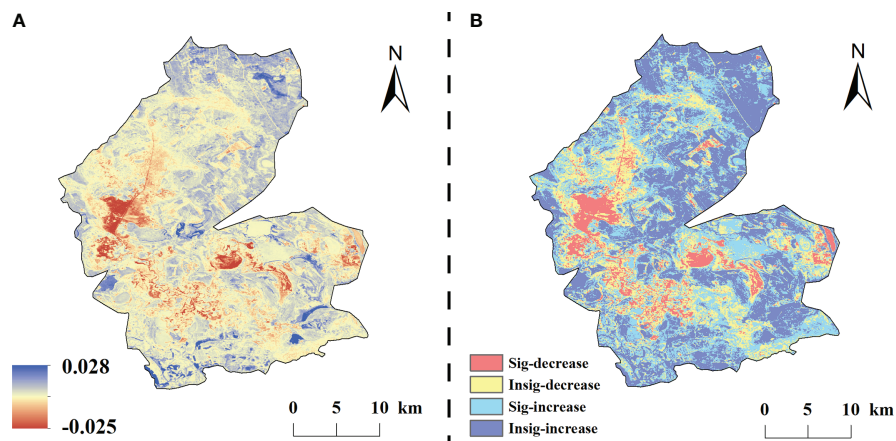 A
N
0.028
-0.025
0 5 10 km
B
N
Sig-decrease
Insig-decrease
Sig-increase
Insig-increase
0 5 10 km